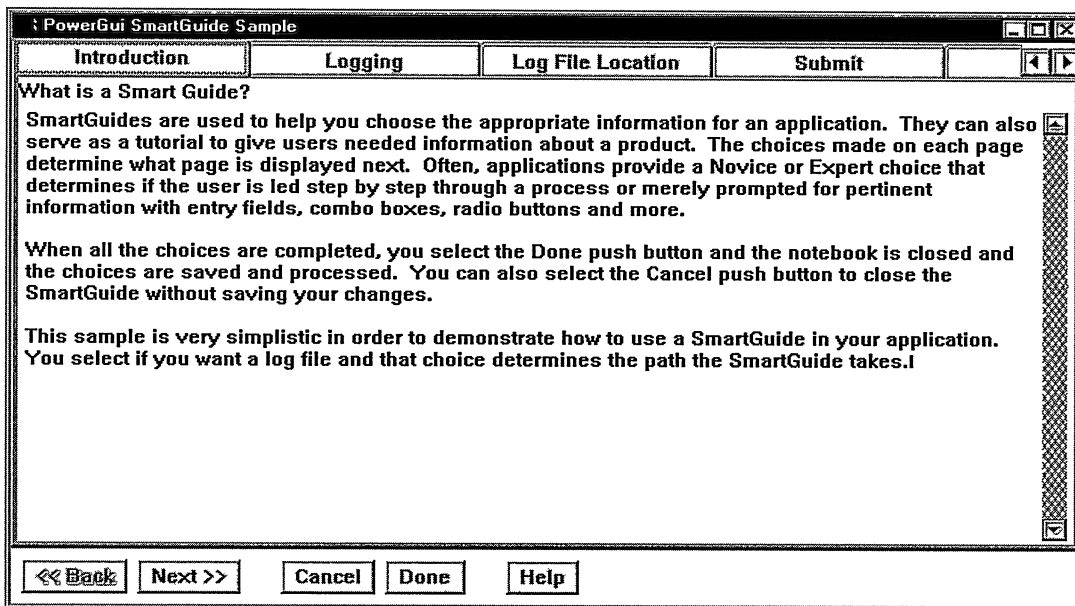 PowerGui SmartGuide Sample
Introduction Logging Log File Location Submit
What is a Smart Guide?
SmartGuides are used to help you choose the appropriate information for an application. They can also
serve as a tutorial to give users needed information about a product. The choices made on each page
determine what page is displayed next. Often, applications provide a Novice or Expert choice that
determines if the user is led step by step through a process or merely prompted for pertinent
information with entry fields, combo boxes, radio buttons and more.
When all the choices are completed, you select the Done push button and the notebook is closed and
the choices are saved and processed. You can also select the Cancel push button to close the
SmartGuide without saving your changes.
This sample is very simplistic in order to demonstrate how to use a SmartGuide in your application.
You select if you want a log file and that choice determines the path the SmartGuide takes.
<< Back Next >> Cancel Done Help